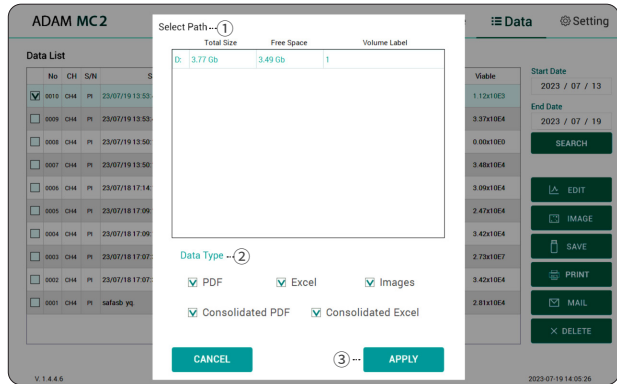 ADAM MC2
Data
Setting
Data List
No CH S/N S Viable
0010 CH4 PI 23/07/19 13:53: 1.12x10E3
0009 CH4 PI 23/07/19 13:53: 3.37x10E4
0008 CH4 PI 23/07/19 13:50: 0.00x10E0
0007 CH4 PI 23/07/19 13:50: 3.48x10E4
0006 CH4 PI 23/07/18 17:14: 3.09x10E4
0005 CH4 PI 23/07/18 17:09: 2.47x10E4
0004 CH4 PI 23/07/18 17:09: 3.42x10E4
0003 CH4 PI 23/07/18 17:07: 2.73x10E7
0002 CH4 PI 23/07/18 17:07: 3.42x10E4
0001 CH4 PI safasb yq. 2.81x10E4
Select Path 1
Total Size Free Space Volume Label
D: 3.77 Gb 3.49 Gb 1
Data Type 2
PDF Excel Images
Consolidated PDF Consolidated Excel
CANCEL 3 APPLY
Start Date
2023 / 07 / 13
End Date
2023 / 07 / 19
SEARCH
EDIT
IMAGE
SAVE
PRINT
MAIL
DELETE
V. 1.4.4.6 2023-07-19 14:05:26